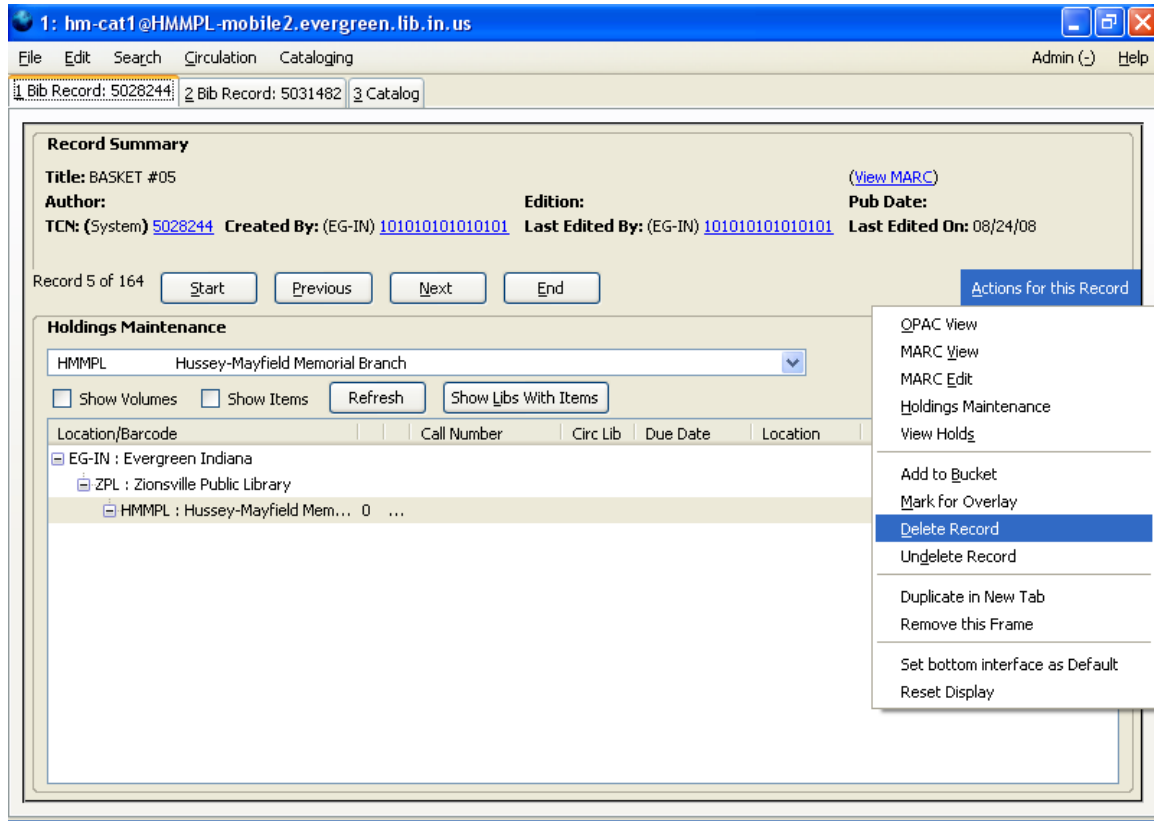 1: hm-cat1@HMMPL-mobile2.evergreen.lib.in.us
File Edit Search Circulation Cataloging Admin (-) Help
1 Bib Record: 5028244 2 Bib Record: 5031482 3 Catalog
Record Summary
Title: BASKET #05 (View MARC)
Author: Edition: Pub Date:
TCN: (System) 5028244 Created By: (EG-IN) 101010101010101 Last Edited By: (EG-IN) 101010101010101 Last Edited On: 08/24/08
Record 5 of 164 Start Previous Next End Actions for this Record
Holdings Maintenance
HMMPL Hussey-Mayfield Memorial Branch
Show Volumes Show Items Refresh Show Libs With Items
Location/Barcode Call Number Circ Lib Due Date Location
EG-IN : Evergreen Indiana
ZPL : Zionsville Public Library
HMMPL : Hussey-Mayfield Mem... 0 ...
OPAC View
MARC View
MARC Edit
Holdings Maintenance
View Holds
Add to Bucket
Mark for Overlay
Delete Record
Undelete Record
Duplicate in New Tab
Remove this Frame
Set bottom interface as Default
Reset Display